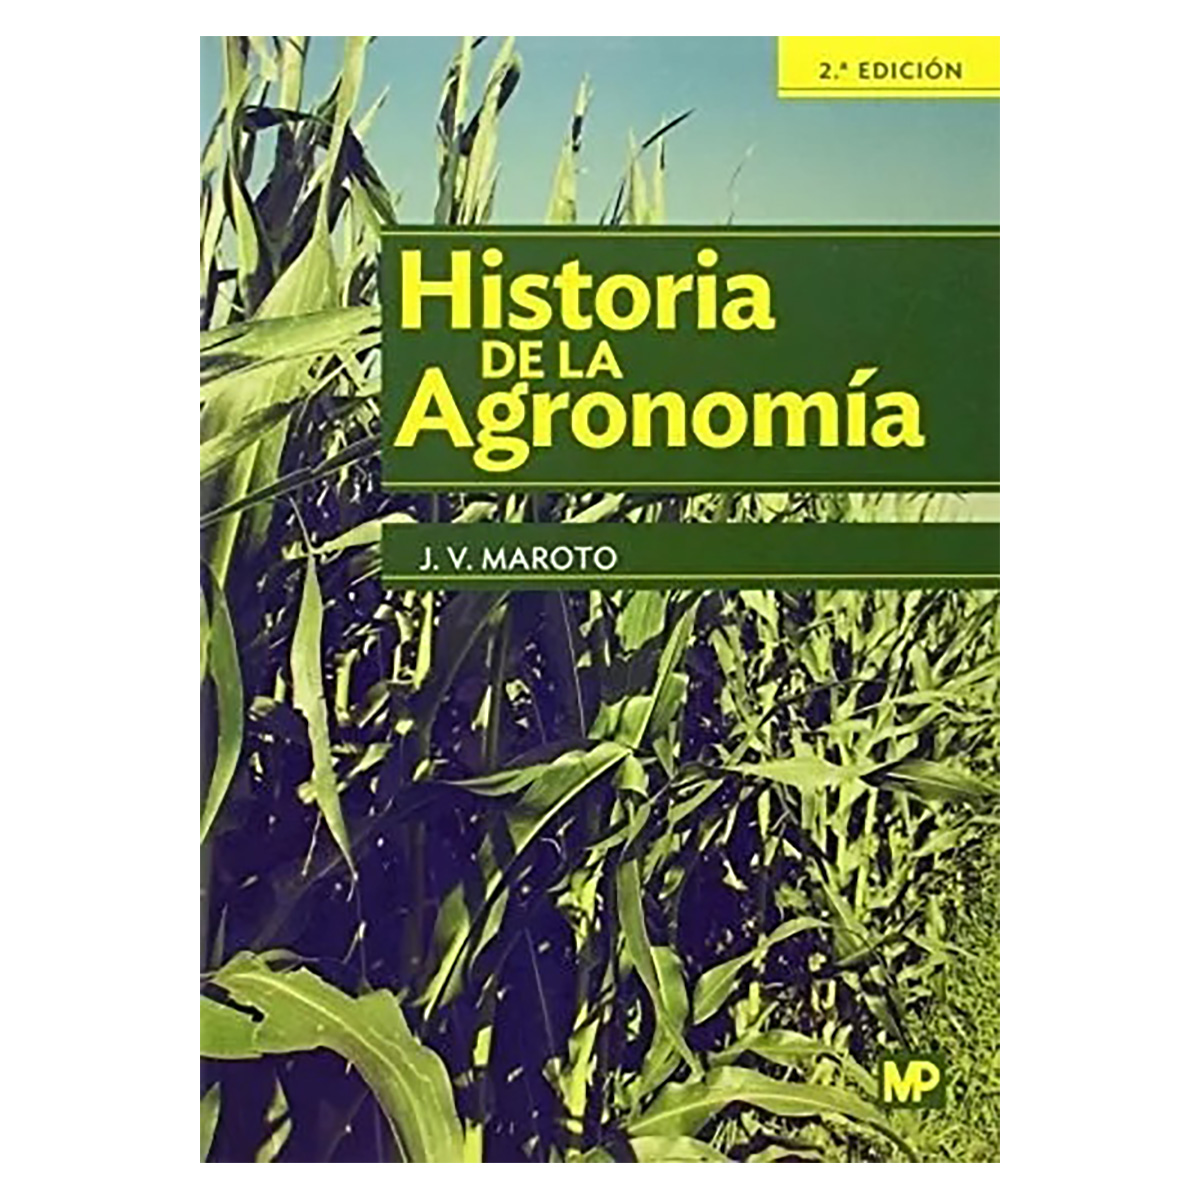 2.ª EDICIÓN
Historia
DE LA
Agronomía
J. V. MAROTO
MP